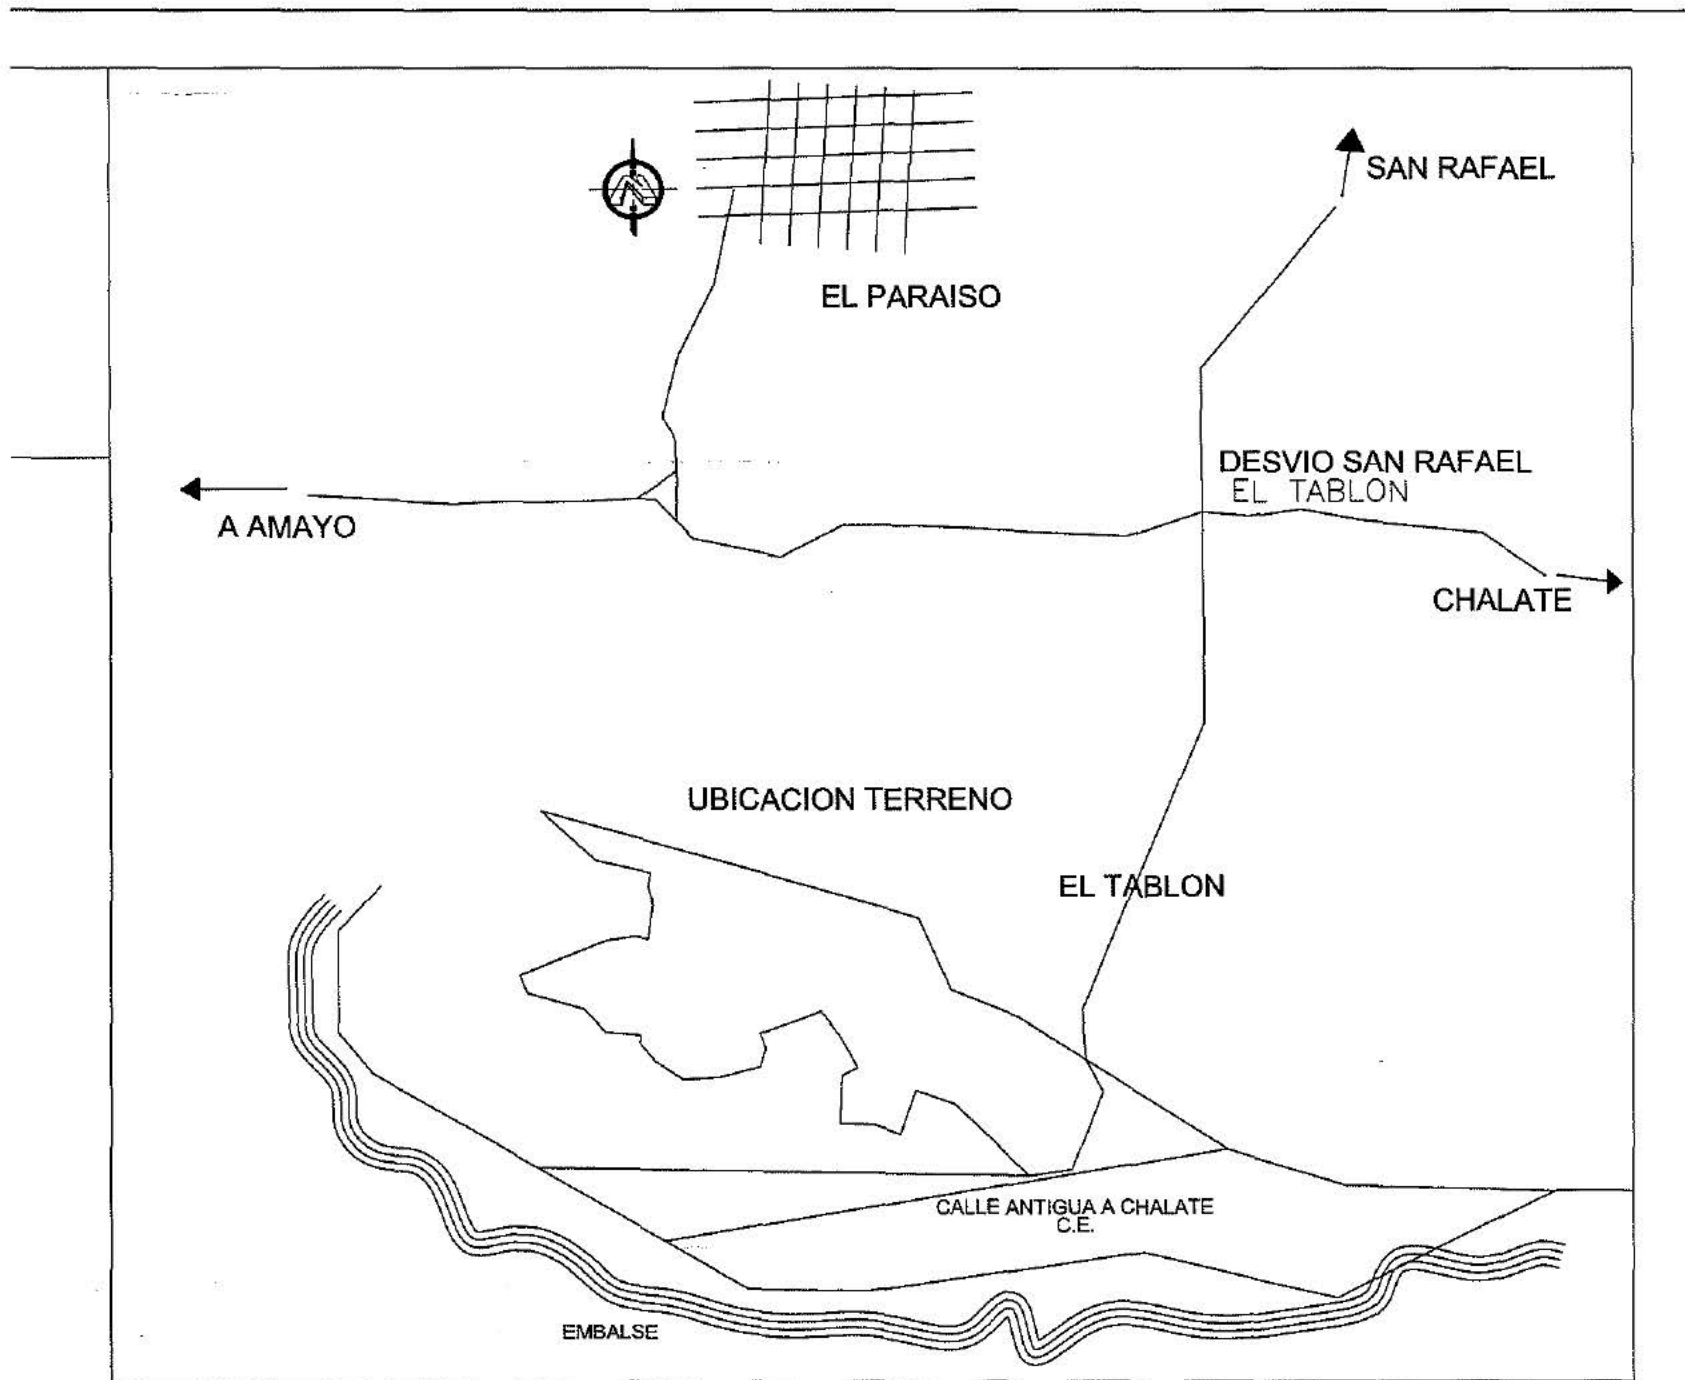 SAN RAFAEL
EL PARAISO
DESVIO SAN RAFAEL
EL TABLON
A AMAYO
CHALATE
UBICACION TERRENO
EL TABLON
CALLE ANTIGUA A CHALATE
C.E.
EMBALSE